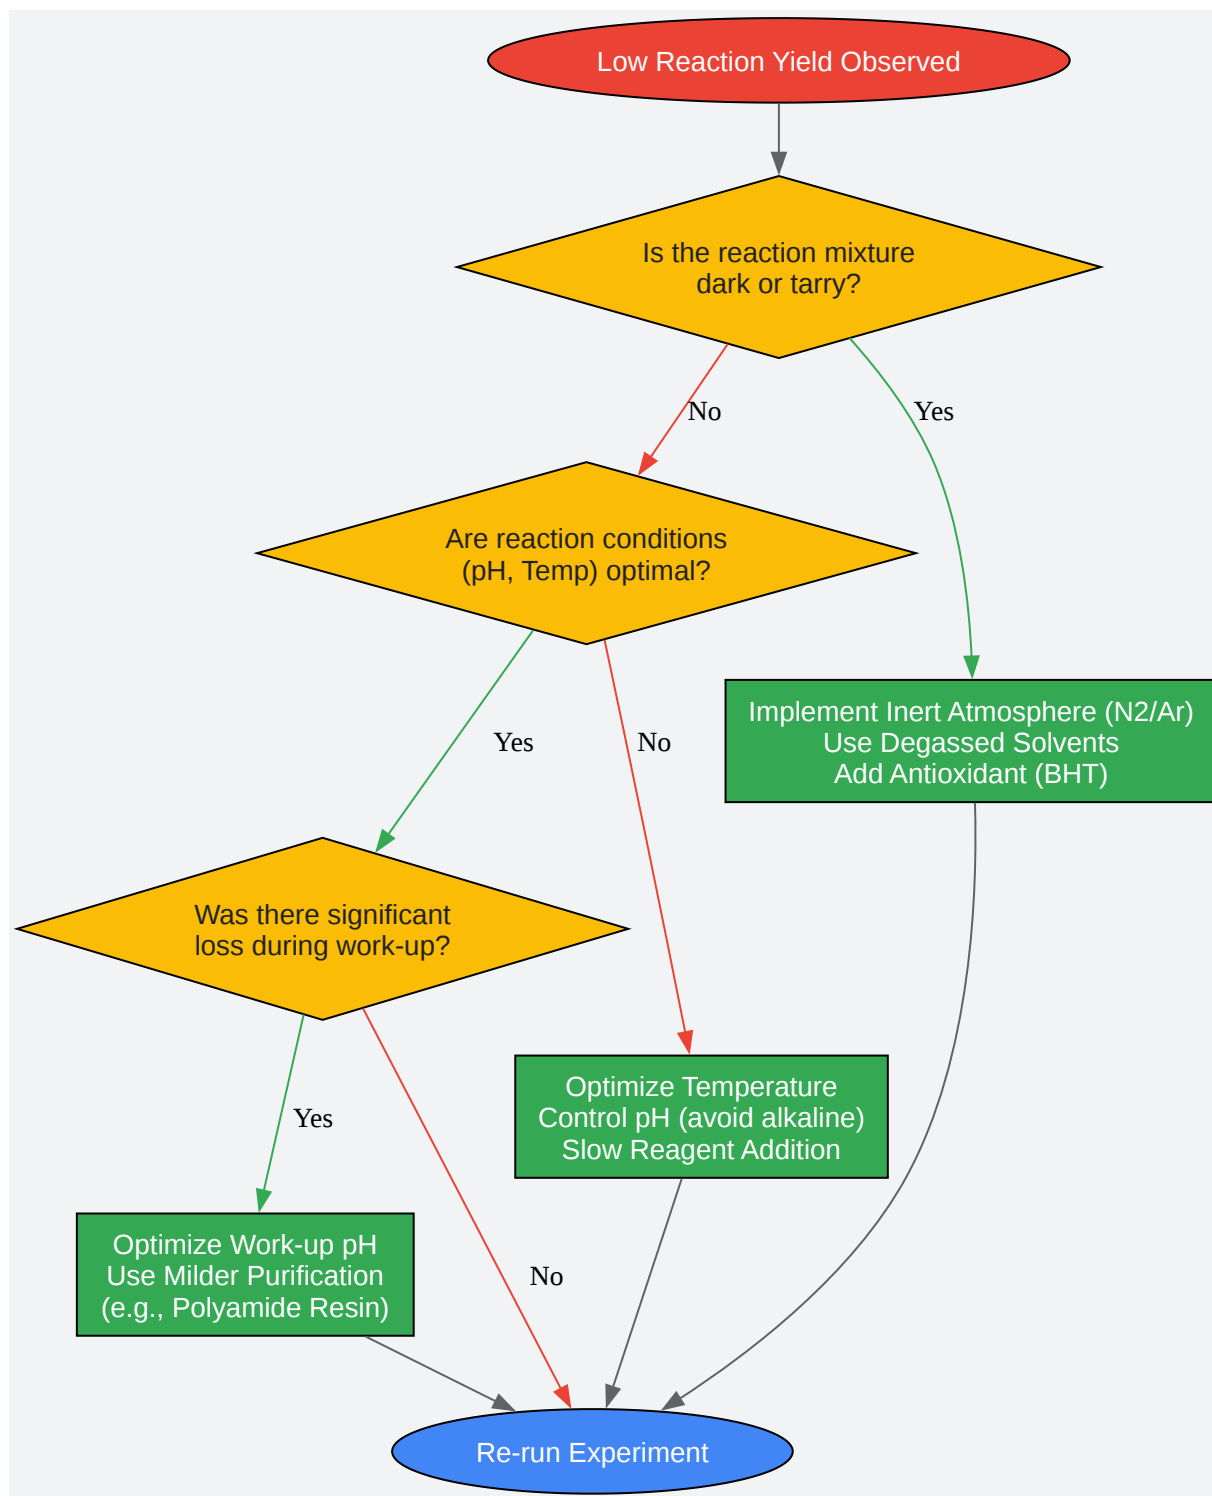 Low Reaction Yield Observed
Is the reaction mixture
dark or tarry?
No
Yes
Are reaction conditions
(pH, Temp) optimal?
Implement Inert Atmosphere (N2/Ar)
Use Degassed Solvents
Add Antioxidant (BHT)
Yes
No
Was there significant
loss during work-up?
Optimize Temperature
Control pH (avoid alkaline)
Slow Reagent Addition
Yes
No
Optimize Work-up pH
Use Milder Purification
(e.g., Polyamide Resin)
Re-run Experiment